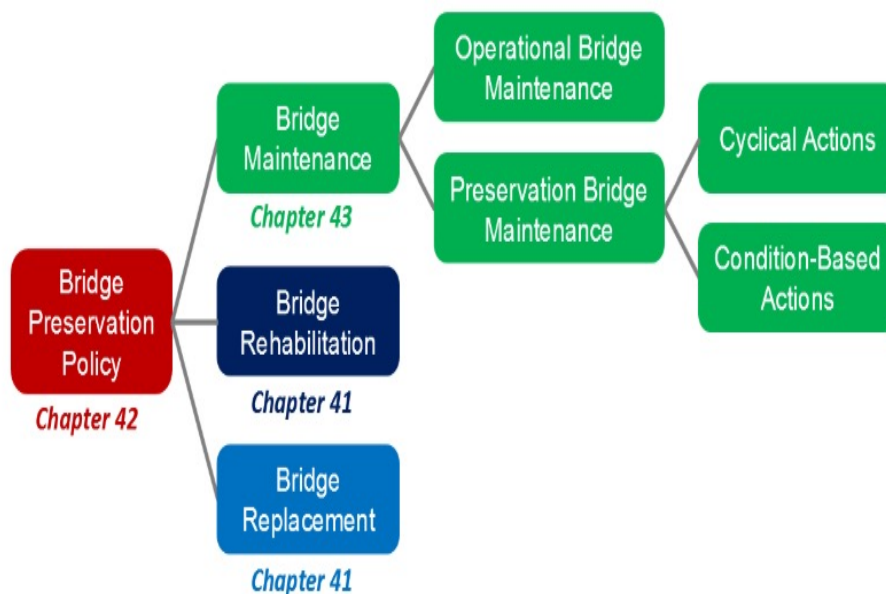 Bridge
Preservation
Policy
Chapter 42
Bridge
Maintenance
Chapter 43
Bridge
Rehabilitation
Chapter 41
Bridge
Replacement
Chapter 41
Operational Bridge
Maintenance
Preservation Bridge
Maintenance
Cyclical Actions
Condition-Based
Actions